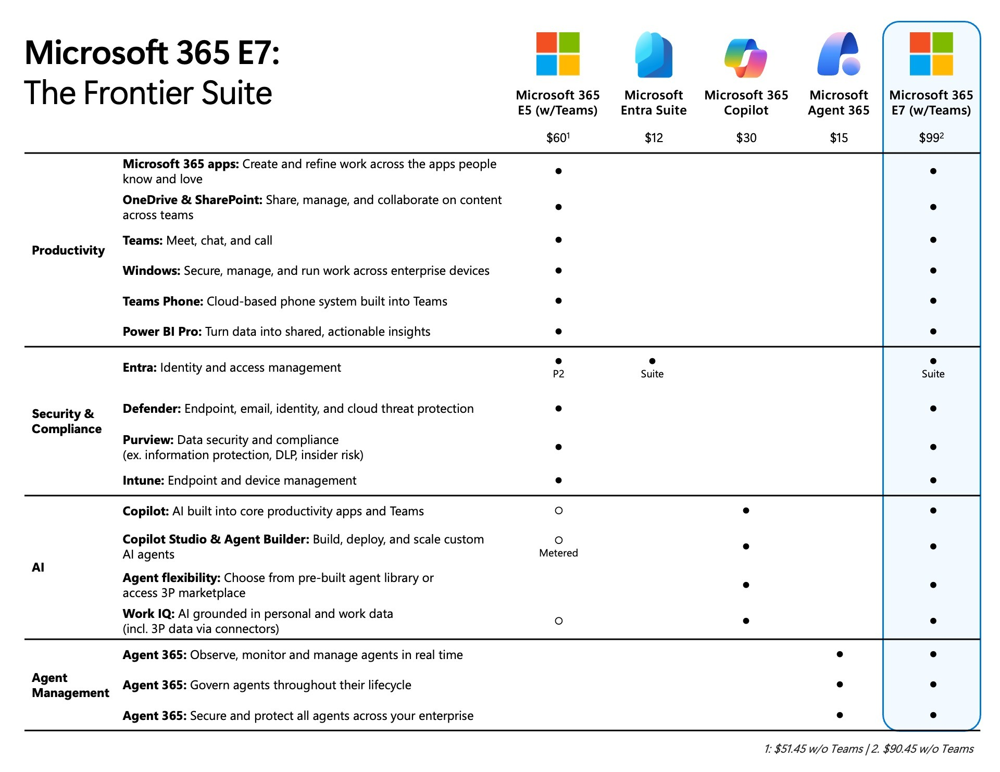 Microsoft 365 E7:
The Frontier Suite
Microsoft 365
E5 (w/Teams)
$60¹
Microsoft
Entra Suite
$12
Microsoft 365
Copilot
$30
Microsoft
Agent 365
$15
Microsoft 365
E7 (w/Teams)
$99²
Productivity
Microsoft 365 apps: Create and refine work across the apps people
know and love
OneDrive & SharePoint: Share, manage, and collaborate on content
across teams
Teams: Meet, chat, and call
Windows: Secure, manage, and run work across enterprise devices
Teams Phone: Cloud-based phone system built into Teams
Power BI Pro: Turn data into shared, actionable insights
Security &
Compliance
Entra: Identity and access management
P2
Suite
Suite
Defender: Endpoint, email, identity, and cloud threat protection
Purview: Data security and compliance
(ex. information protection, DLP, insider risk)
Intune: Endpoint and device management
AI
Copilot: AI built into core productivity apps and Teams
Copilot Studio & Agent Builder: Build, deploy, and scale custom
AI agents
Metered
Agent flexibility: Choose from pre-built agent library or
access 3P marketplace
Work IQ: AI grounded in personal and work data
(incl. 3P data via connectors)
Agent
Management
Agent 365: Observe, monitor and manage agents in real time
Agent 365: Govern agents throughout their lifecycle
Agent 365: Secure and protect all agents across your enterprise
1: $51.45 w/o Teams | 2. $90.45 w/o Teams